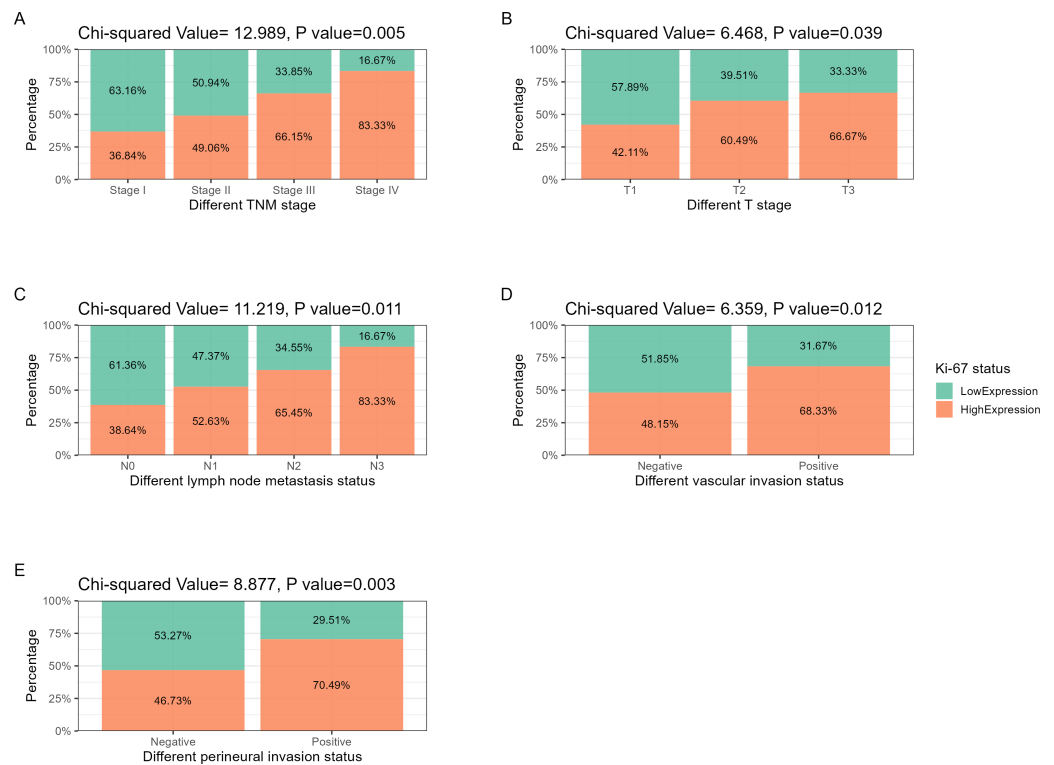 A
Chi-squared Value= 12.989, P value=0.005
Percentage
100%
75%
50%
25%
0%
63.16%
50.94%
33.85%
16.67%
36.84%
49.06%
66.15%
83.33%
Stage I
Stage II
Stage III
Stage IV
Different TNM stage
B
Chi-squared Value= 6.468, P value=0.039
Percentage
100%
75%
50%
25%
0%
57.89%
39.51%
33.33%
42.11%
60.49%
66.67%
T1
T2
T3
Different T stage
C
Chi-squared Value= 11.219, P value=0.011
Percentage
100%
75%
50%
25%
0%
61.36%
47.37%
34.55%
16.67%
38.64%
52.63%
65.45%
83.33%
N0
N1
N2
N3
Different lymph node metastasis status
D
Chi-squared Value= 6.359, P value=0.012
Percentage
100%
75%
50%
25%
0%
51.85%
31.67%
48.15%
68.33%
Negative
Positive
Different vascular invasion status
Ki-67 status
LowExpression
HighExpression
E
Chi-squared Value= 8.877, P value=0.003
Percentage
100%
75%
50%
25%
0%
53.27%
29.51%
46.73%
70.49%
Negative
Positive
Different perineural invasion status